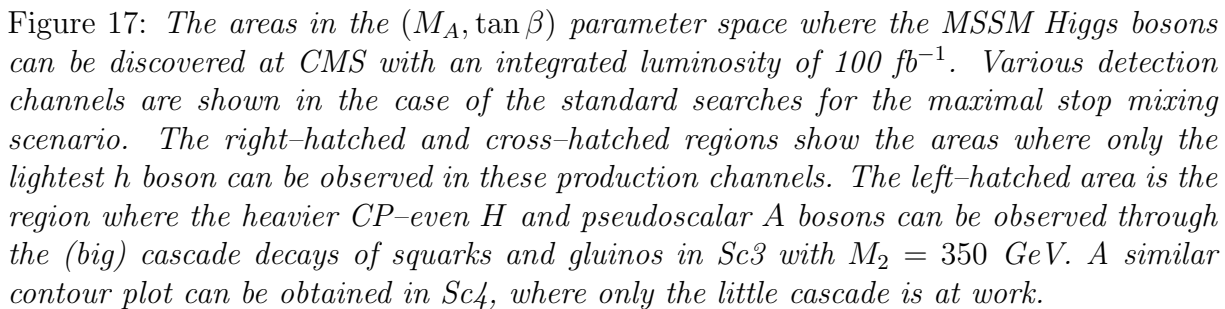 Figure 17: The areas in the (M_A, tan β) parameter space where the MSSM Higgs bosons
can be discovered at CMS with an integrated luminosity of 100 fb⁻¹. Various detection
channels are shown in the case of the standard searches for the maximal stop mixing
scenario. The right–hatched and cross–hatched regions show the areas where only the
lightest h boson can be observed in these production channels. The left–hatched area is the
region where the heavier CP–even H and pseudoscalar A bosons can be observed through
the (big) cascade decays of squarks and gluinos in Sc3 with M₂ = 350 GeV. A similar
contour plot can be obtained in Sc4, where only the little cascade is at work.